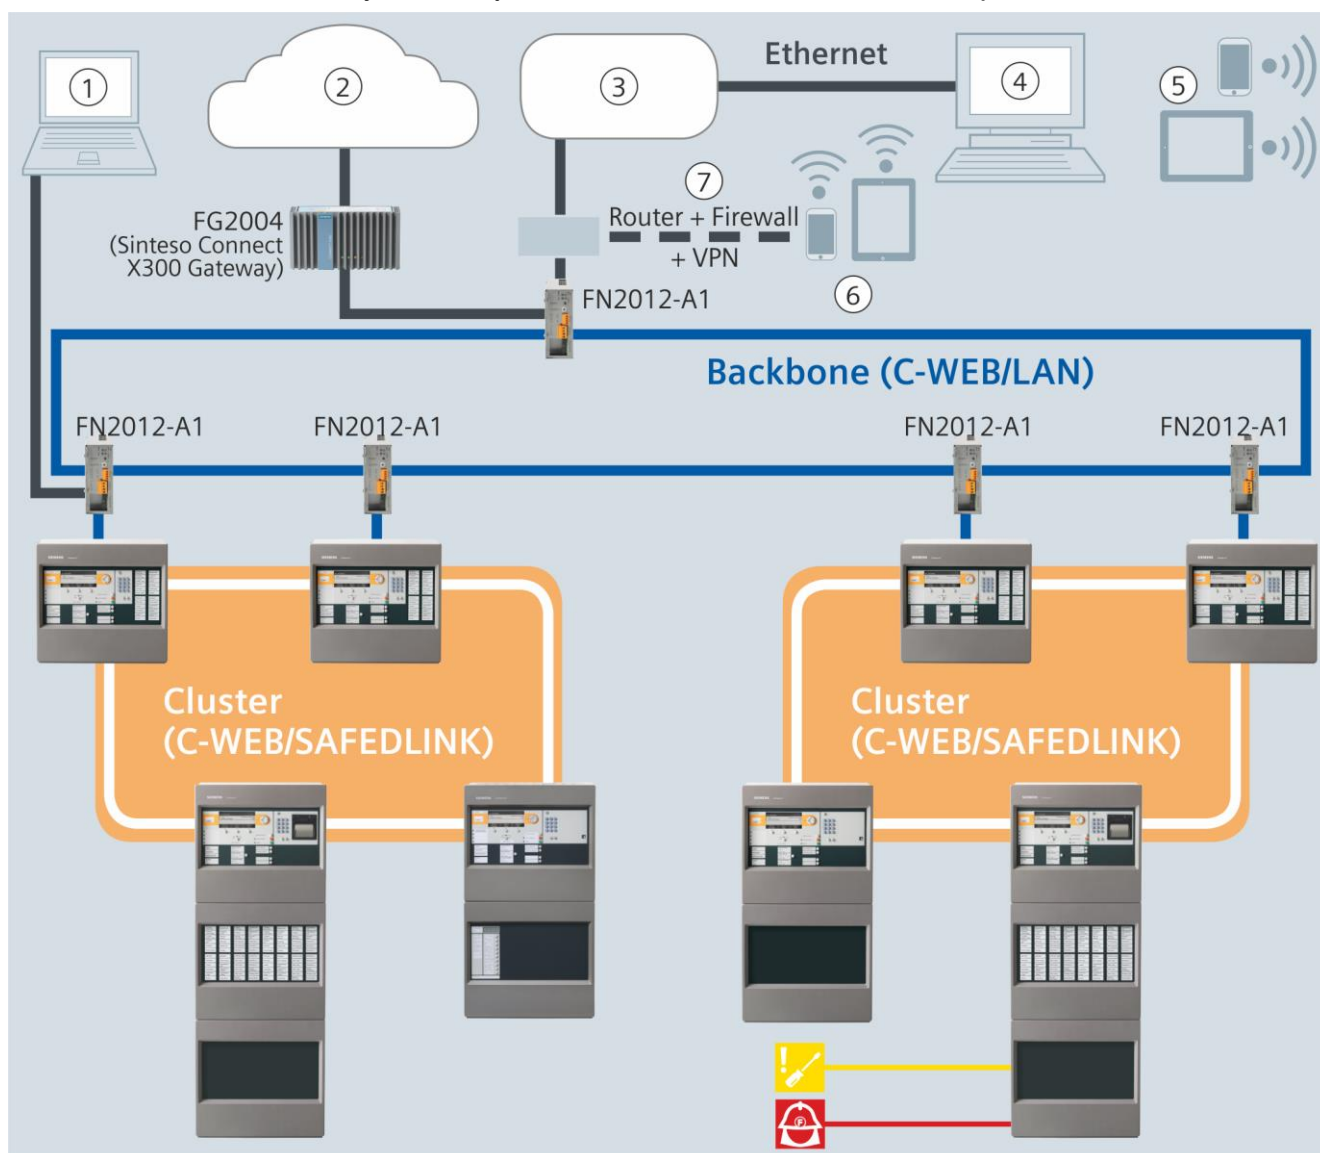 Ethernet
1
2
3
4
5
7
FG2004
(Sinteso Connect
X300 Gateway)
Router + Firewall
+ VPN
6
FN2012-A1
Backbone (C-WEB/LAN)
FN2012-A1
FN2012-A1
FN2012-A1
FN2012-A1
Cluster
(C-WEB/SAFEDLINK)
Cluster
(C-WEB/SAFEDLINK)
!
F